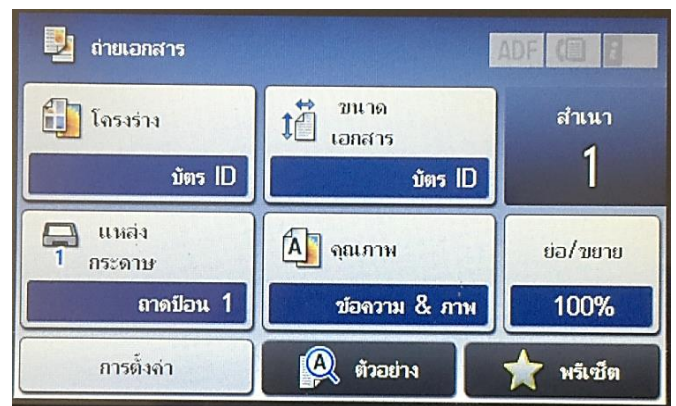 ถ่ายเอกสาร
ADF
โครงร่าง
บัตร ID
ขนาด
เอกสาร
บัตร ID
สำเนา
1
แหล่ง
กระดาษ
1
ถาดป้อน 1
A
คุณภาพ
ข้อความ & ภาพ
ย่อ/ขยาย
100%
การตั้งค่า
A
ตัวอย่าง
พรีเซ็ต